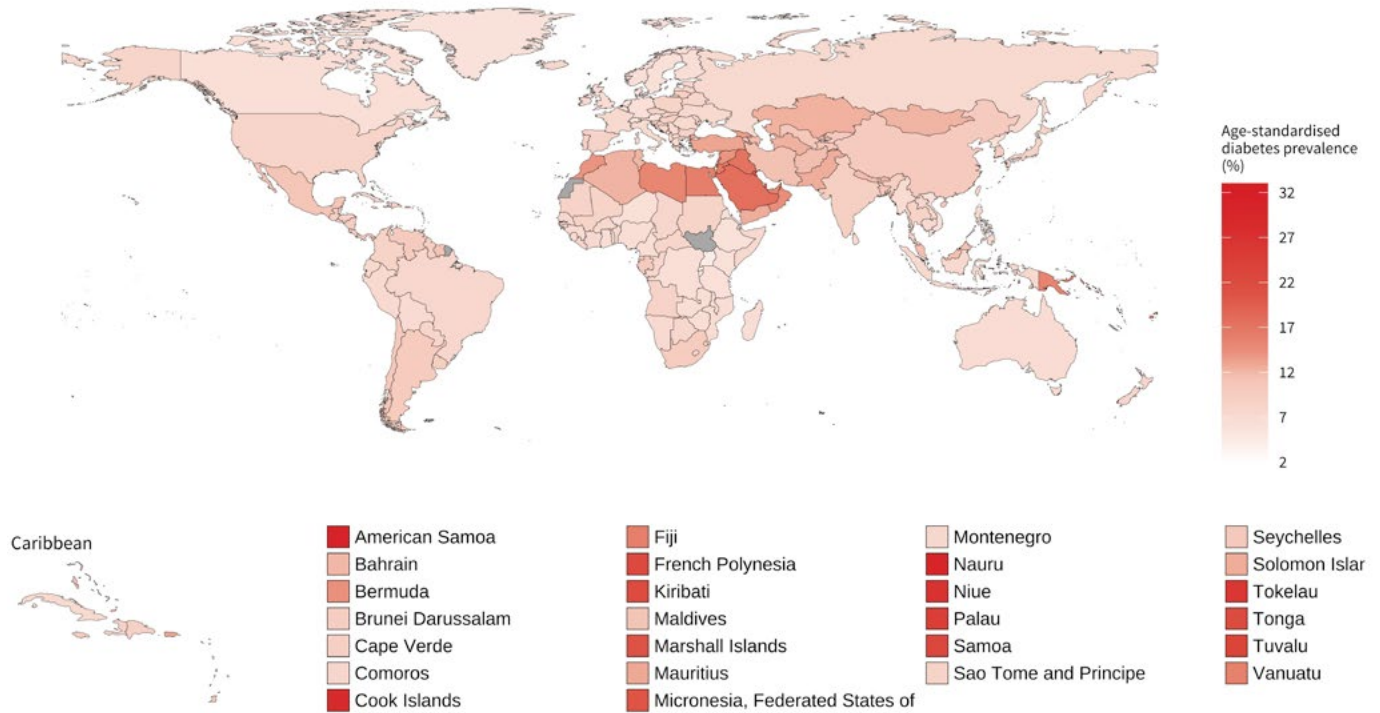 Age-standardised
diabetes prevalence
(%)
32
27
22
17
12
7
2
Caribbean
American Samoa
Bahrain
Bermuda
Brunei Darussalam
Cape Verde
Comoros
Cook Islands
Fiji
French Polynesia
Kiribati
Maldives
Marshall Islands
Mauritius
Micronesia, Federated States of
Montenegro
Nauru
Niue
Palau
Samoa
Sao Tome and Principe
Seychelles
Solomon Islar
Tokelau
Tonga
Tuvalu
Vanuatu